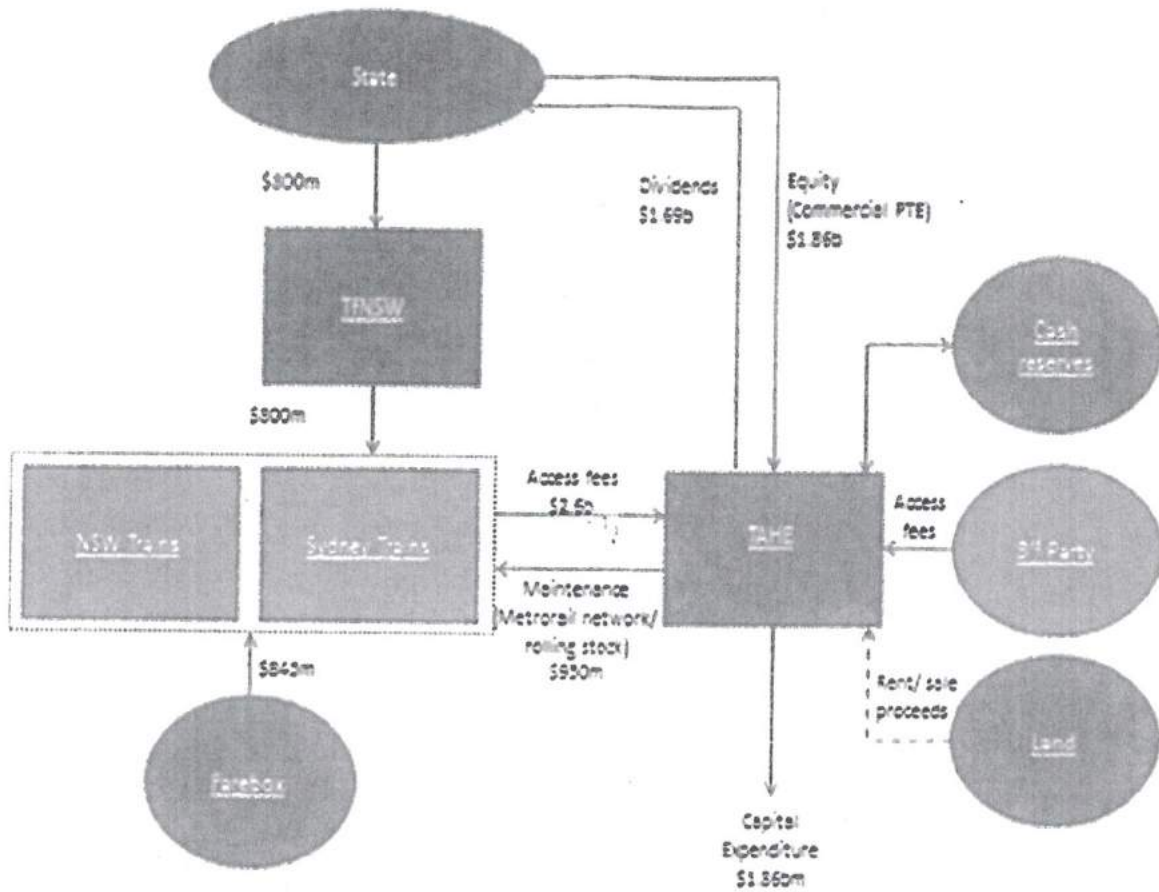 State
$800m
Dividends
$1.69b
Equity
(Commercial PTE)
$1.86b
TfNSW
Cash
reserves
$800m
NSW Trains
Sydney Trains
Access fees
$2.6b
TAHE
Access
fees
Party
Maintenance
(Metrorail network/
rolling stock)
$950m
$845m
Rent/ sale
proceeds
Land
Farebox
Capital
Expenditure
$1.86bm